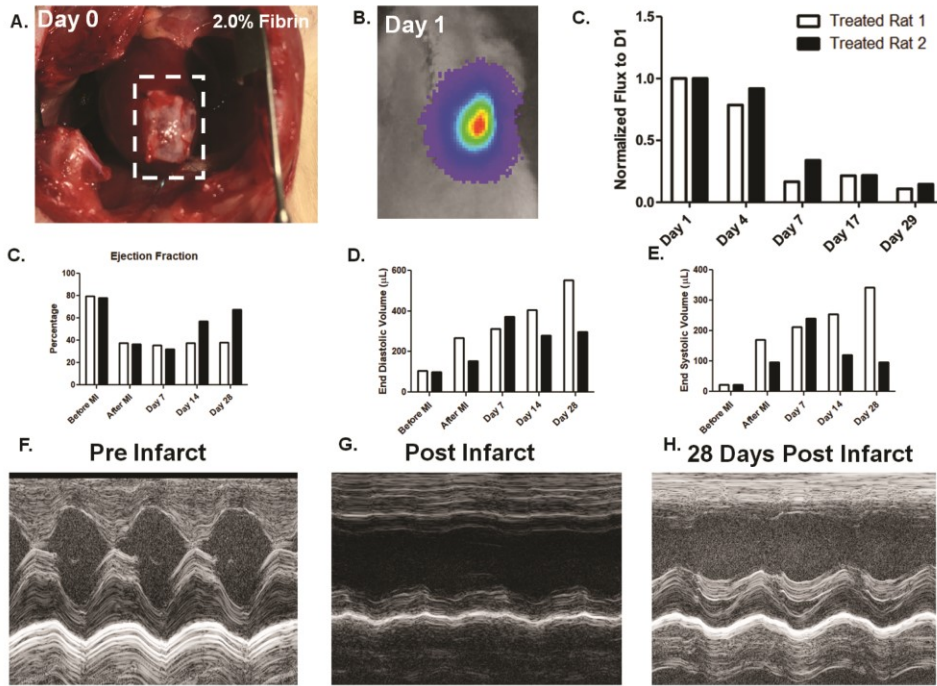 A. Day 0 2.0% Fibrin
B. Day 1
C.
Normalized Flux to D1
1.5
1.0
0.5
0.0
Treated Rat 1
Treated Rat 2
Day 1 Day 4 Day 7 Day 17 Day 29
C. Ejection Fraction
Percentage
100
80
60
40
20
0
Before MI After MI Day 7 Day 14 Day 28
D.
End Diastolic Volume (µL)
600
400
200
0
Before MI After MI Day 7 Day 14 Day 28
E.
End Systolic Volume (µL)
400
300
200
100
0
Before MI After MI Day 7 Day 14 Day 28
F. Pre Infarct
G. Post Infarct
H. 28 Days Post Infarct